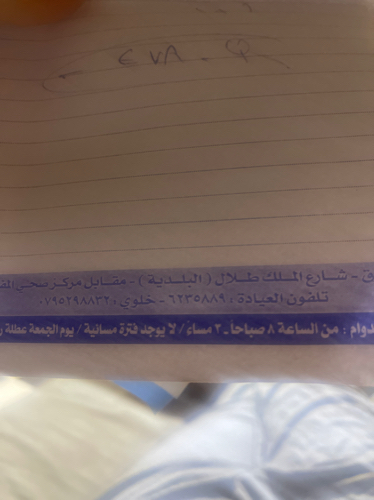 ق - شارع الملك طلال ( البلدية ) - مقابل مركز صحي
تلفون العيادة : ٦٢٣٥٨٨٩ - خلوي : ٠٧٩٥٢٩٨٨٣٢
دوام : من الساعة ٨ صباحاً - ٣ مساءً / لا يوجد فترة مسائية / يوم الجمعة عطلة